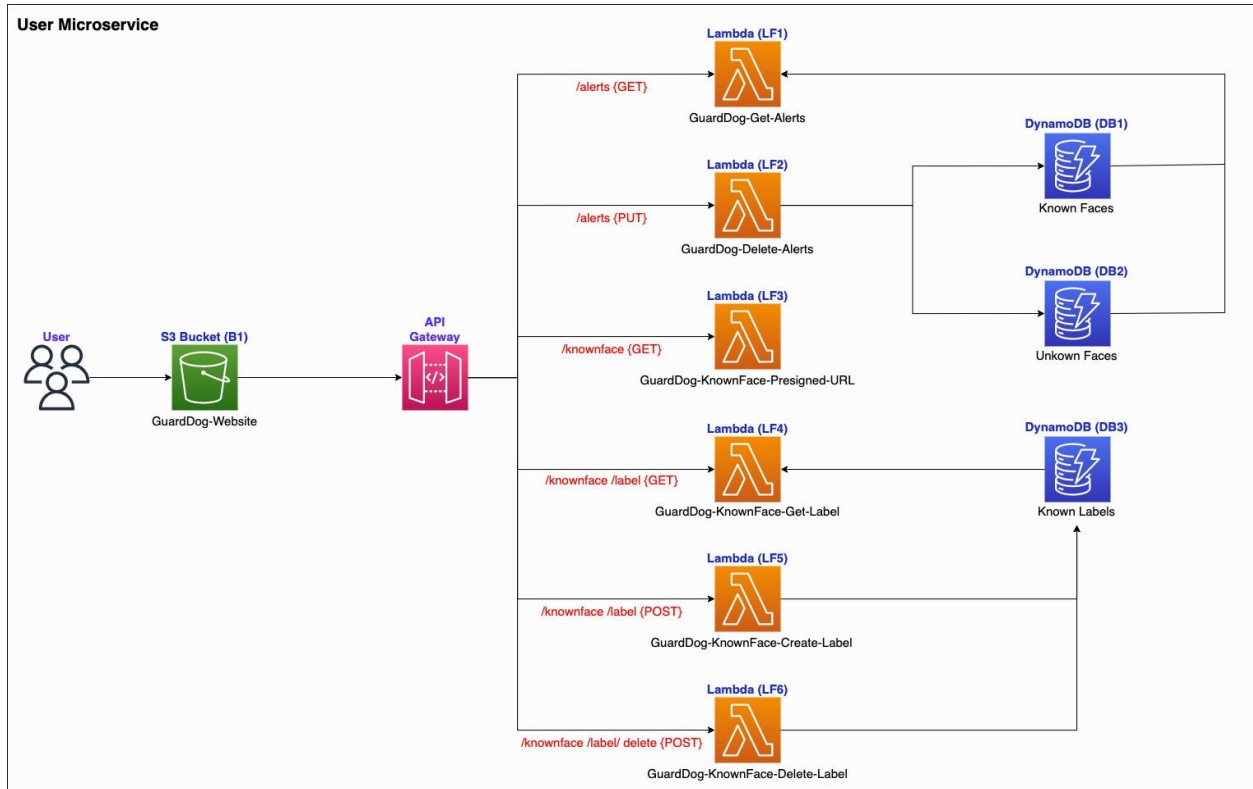 User Microservice
Lambda (LF1)
/alerts {GET}
GuardDog-Get-Alerts
DynamoDB (DB1)
Known Faces
Lambda (LF2)
/alerts {PUT}
GuardDog-Delete-Alerts
DynamoDB (DB2)
Unkown Faces
Lambda (LF3)
/knownface {GET}
GuardDog-KnownFace-Presigned-URL
User
S3 Bucket (B1)
GuardDog-Website
API
Gateway
</>
Lambda (LF4)
/knownface /label {GET}
GuardDog-KnownFace-Get-Label
DynamoDB (DB3)
Known Labels
Lambda (LF5)
/knownface /label {POST}
GuardDog-KnownFace-Create-Label
Lambda (LF6)
/knownface /label/ delete {POST}
GuardDog-KnownFace-Delete-Label